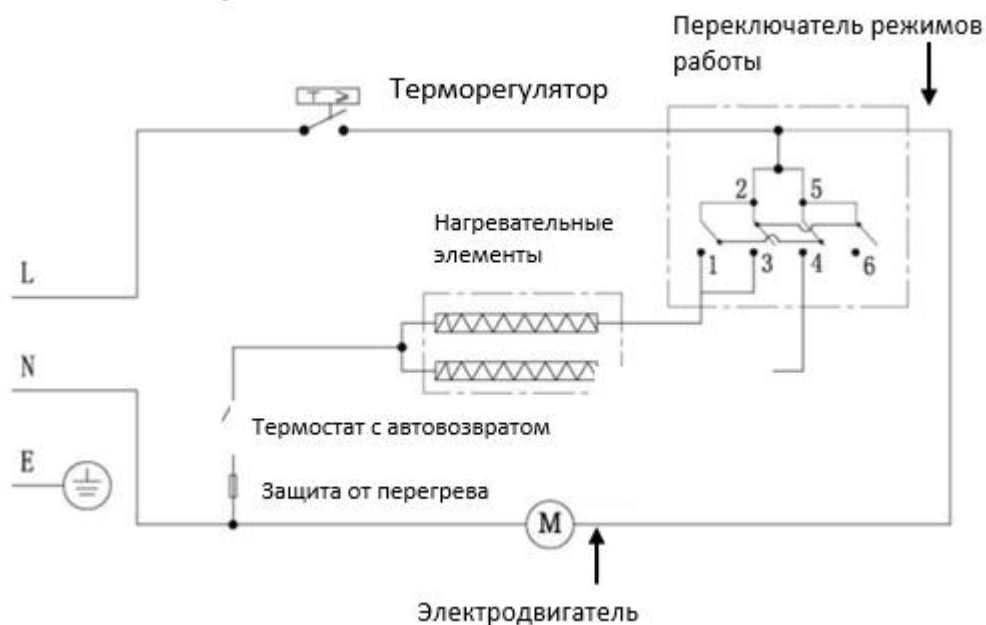 Переключатель режимов
работы
Терморегулятор
2
5
Нагревательные
элементы
1
3
4
6
L
N
Термостат с автовозвратом
E
Защита от перегрева
M
Электродвигатель